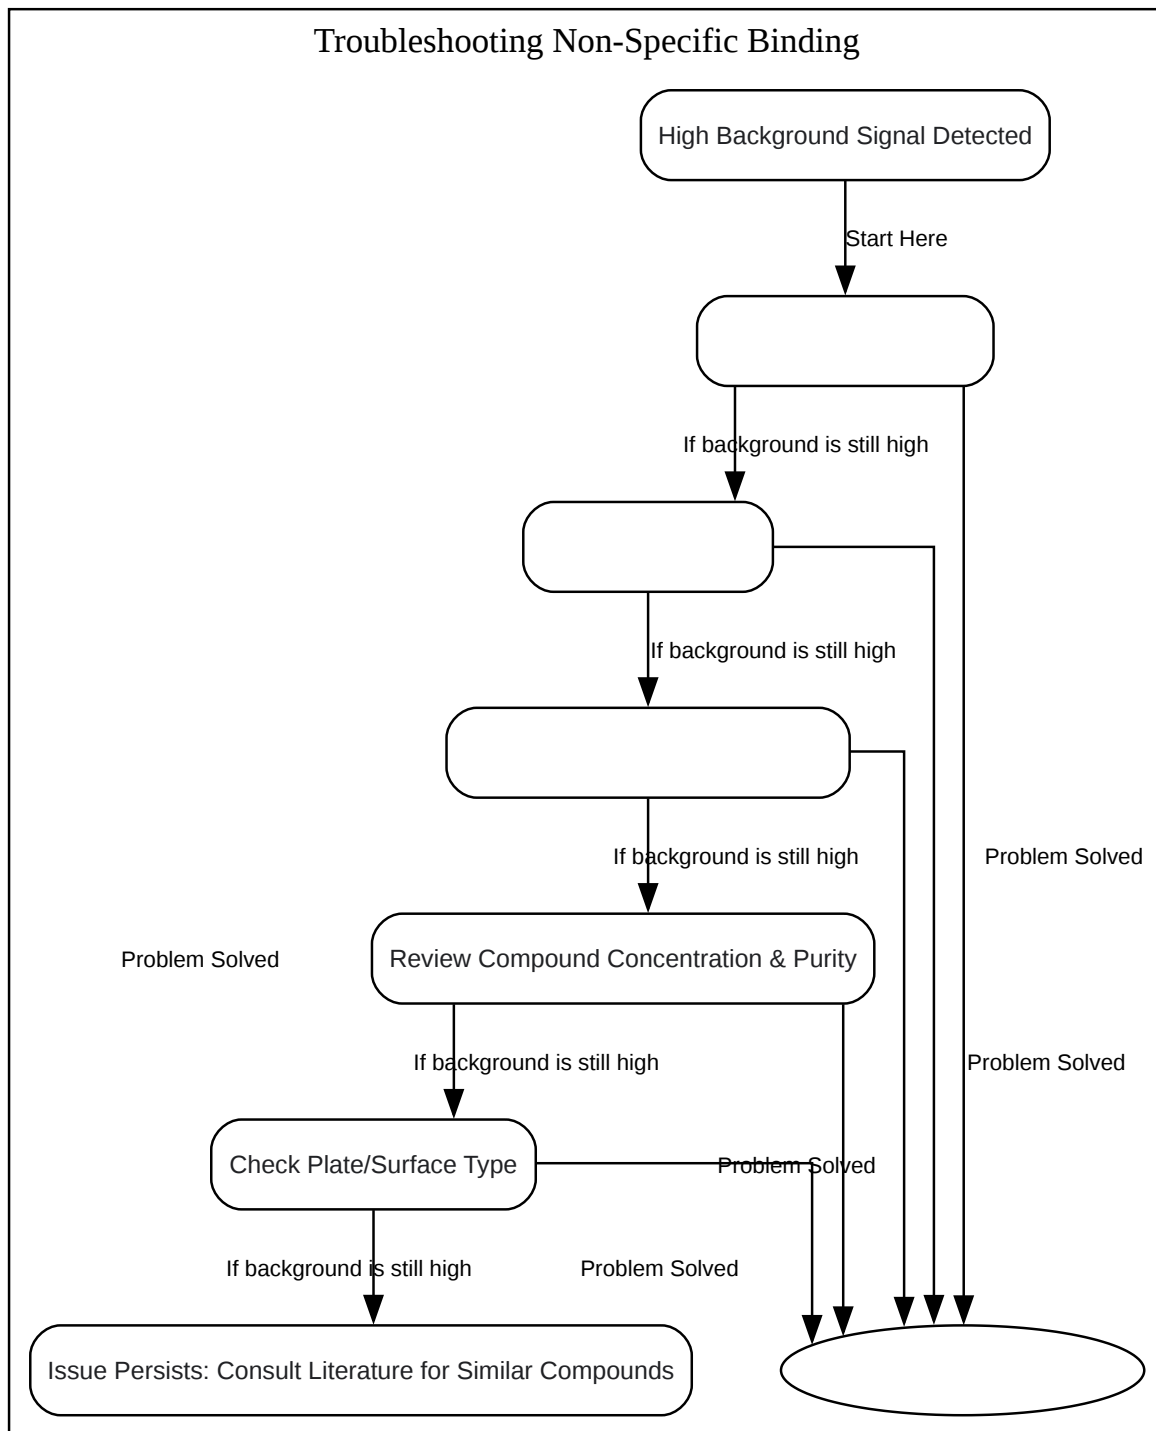 Troubleshooting Non-Specific Binding
High Background Signal Detected
Start Here
If background is still high
If background is still high
If background is still high
Problem Solved
Problem Solved
Review Compound Concentration & Purity
If background is still high
Problem Solved
Check Plate/Surface Type
Problem Solved
If background is still high
Problem Solved
Issue Persists: Consult Literature for Similar Compounds